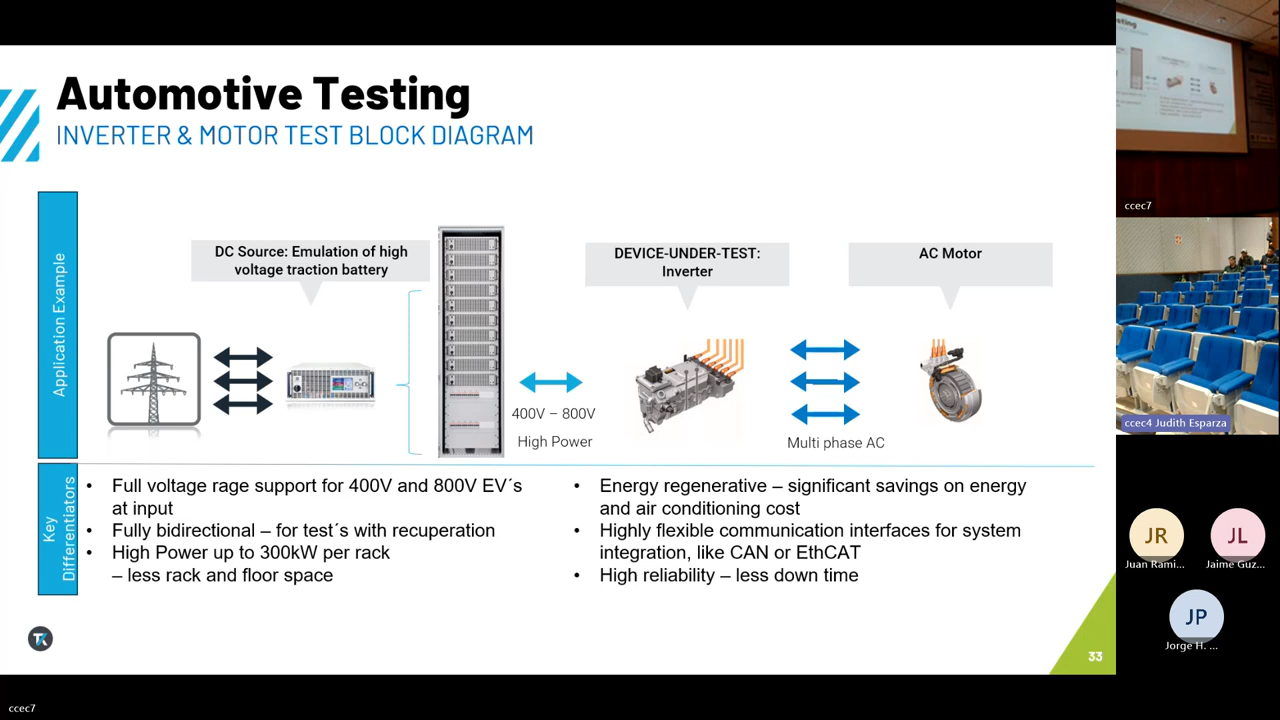 Automotive Testing
INVERTER & MOTOR TEST BLOCK DIAGRAM
Application Example
DC Source: Emulation of high
voltage traction battery
DEVICE-UNDER-TEST:
Inverter
AC Motor
400V – 800V
High Power
Multi phase AC
Key
Differentiators
• Full voltage rage support for 400V and 800V EV´s
at input
• Fully bidirectional – for test´s with recuperation
• High Power up to 300kW per rack
– less rack and floor space
• Energy regenerative – significant savings on energy
and air conditioning cost
• Highly flexible communication interfaces for system
integration, like CAN or EthCAT
• High reliability – less down time
TK
33
ccec7
ccec7
ccec4 Judith Esparza
JR
Juan Rami...
JL
Jaime Guz...
JP
Jorge H. ...